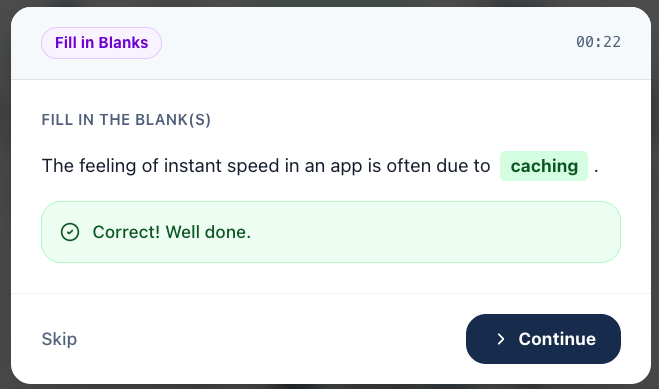 Fill in Blanks
00:22
FILL IN THE BLANK(S)
The feeling of instant speed in an app is often due to caching .
Correct! Well done.
Skip
Continue